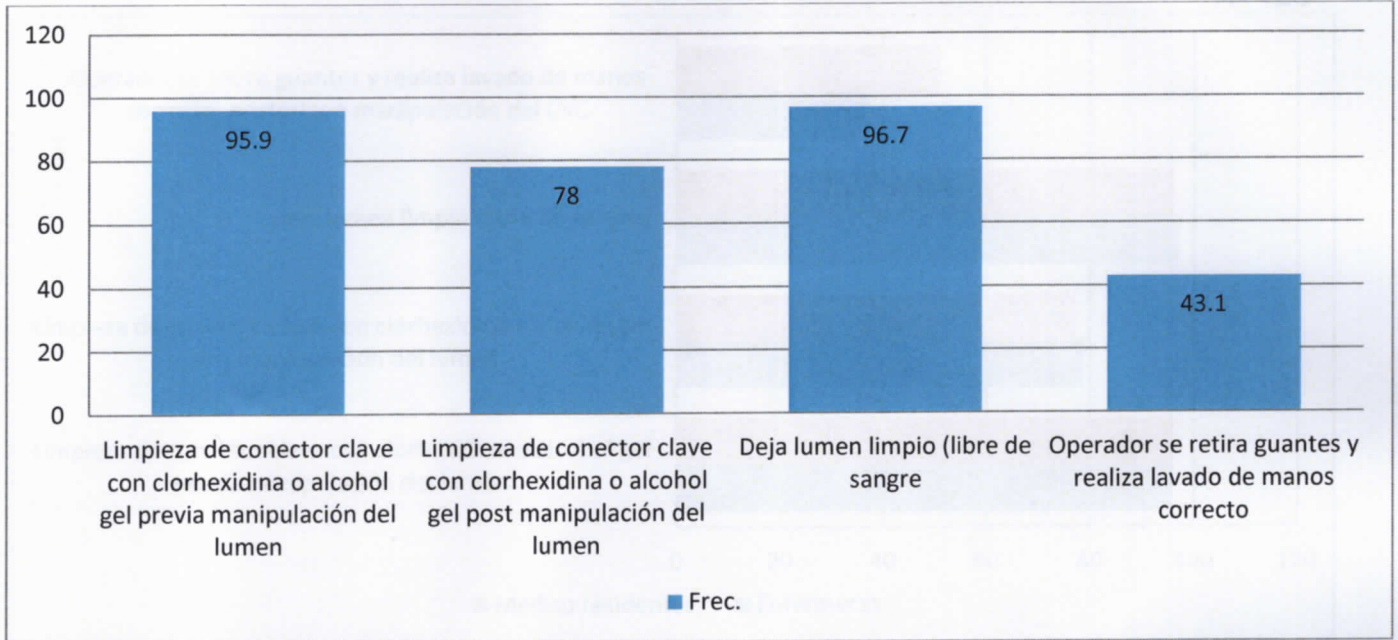 120
100
80
60
40
20
0
95.9
78
96.7
43.1
Limpieza de conector clave
con clorhexidina o alcohol
gel previa manipulación del
lumen
Limpieza de conector clave
con clorhexidina o alcohol
gel post manipulación del
lumen
Deja lumen limpio (libre de
sangre
Operador se retira guantes y
realiza lavado de manos
correcto
Frec.